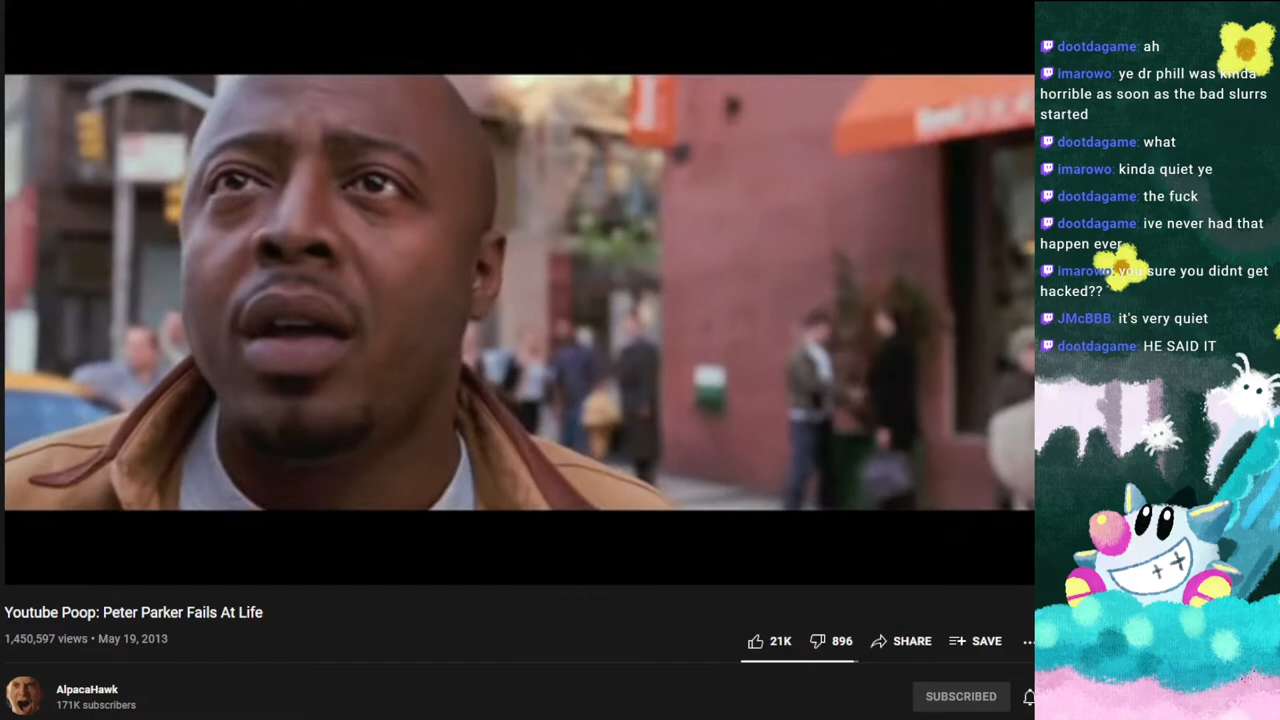 dootdagame: ah
imarowo: ye dr phill was kinda
horrible as soon as the bad slurrs
started
dootdagame: what
imarowo: kinda quiet ye
dootdagame: the fuck
dootdagame: ive never had that
happen ever
imarowo: you sure you didnt get
hacked??
JMcBBB: it's very quiet
dootdagame: HE SAID IT
Youtube Poop: Peter Parker Fails At Life
1,450,597 views • May 19, 2013
21K
896
SHARE
SAVE
AlpacaHawk
171K subscribers
SUBSCRIBED